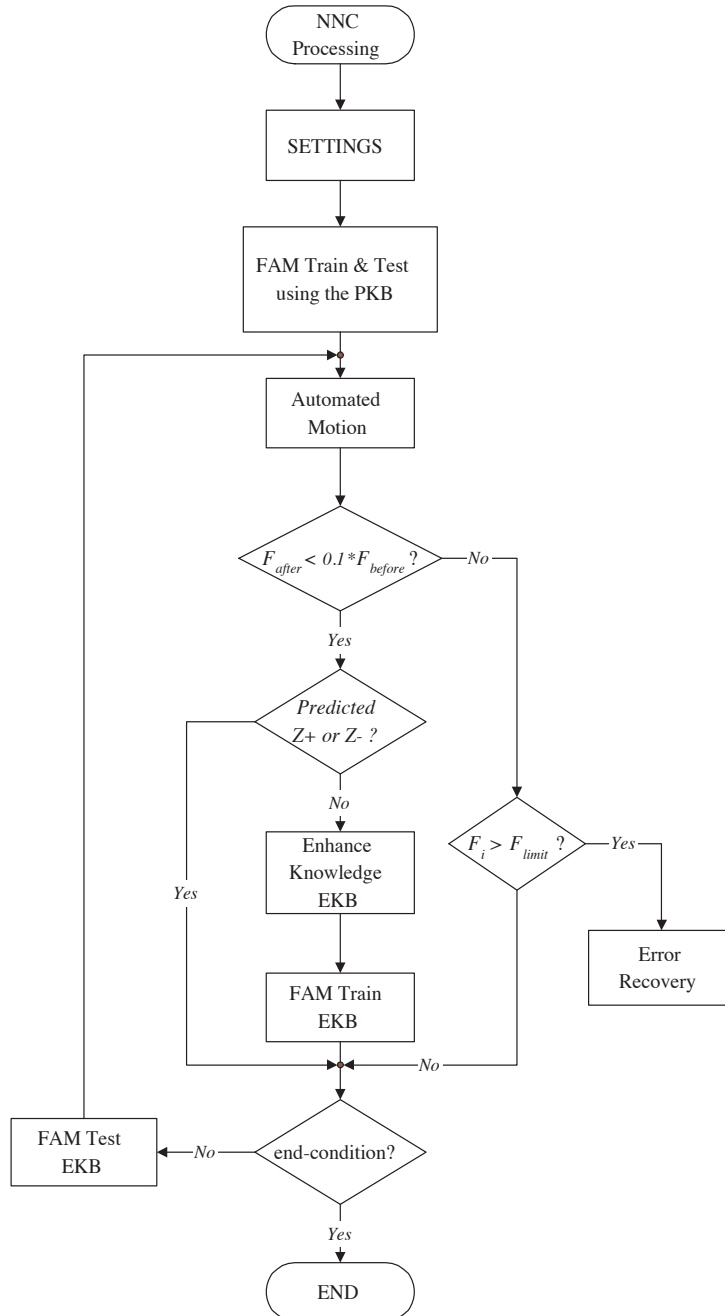 NNC
Processing
SETTINGS
FAM Train & Test
using the PKB
Automated
Motion
F_after < 0.1*F_before ?
No
Yes
Predicted
Z+ or Z- ?
No
Yes
Enhance
Knowledge
EKB
F_i > F_limit ?
Yes
Error
Recovery
FAM Train
EKB
No
end-condition?
No
FAM Test
EKB
Yes
END